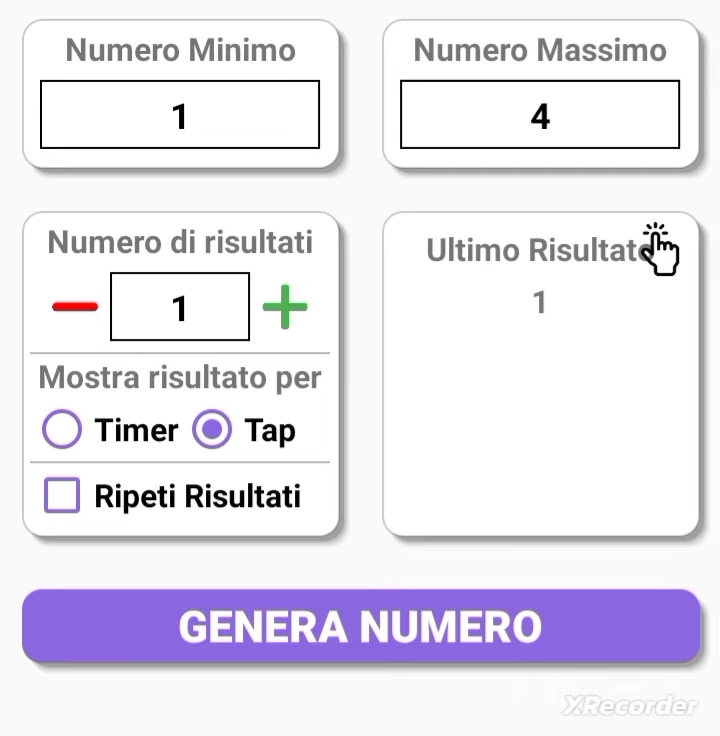 Numero Minimo
1
Numero Massimo
4
Numero di risultati
1
Mostra risultato per
Timer
Tap
Ripeti Risultati
Ultimo Risultato
1
GENERA NUMERO
XRecorder